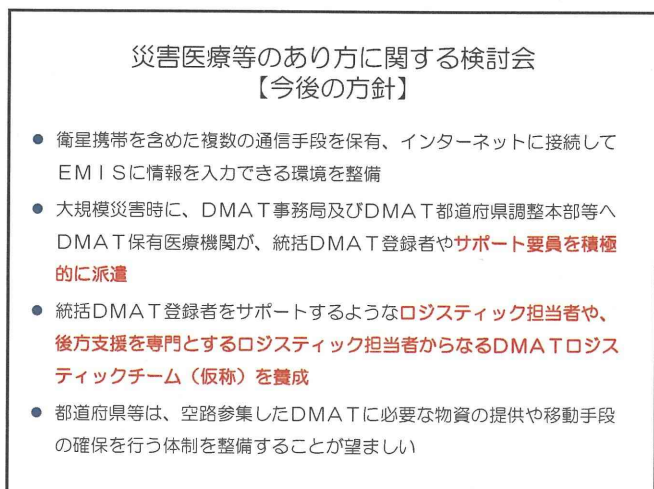 災害医療等のあり方に関する検討会
【今後の方針】
● 衛星携帯を含めた複数の通信手段を保有、インターネットに接続して
ＥＭＩＳに情報を入力できる環境を整備
● 大規模災害時に、ＤＭＡＴ事務局及びＤＭＡＴ都道府県調整本部等へ
ＤＭＡＴ保有医療機関が、統括ＤＭＡＴ登録者やサポート要員を積極
的に派遣
● 統括ＤＭＡＴ登録者をサポートするようなロジスティック担当者や、
後方支援を専門とするロジスティック担当者からなるＤＭＡＴロジス
ティックチーム（仮称）を養成
● 都道府県等は、空路参集したＤＭＡＴに必要な物資の提供や移動手段
の確保を行う体制を整備することが望ましい